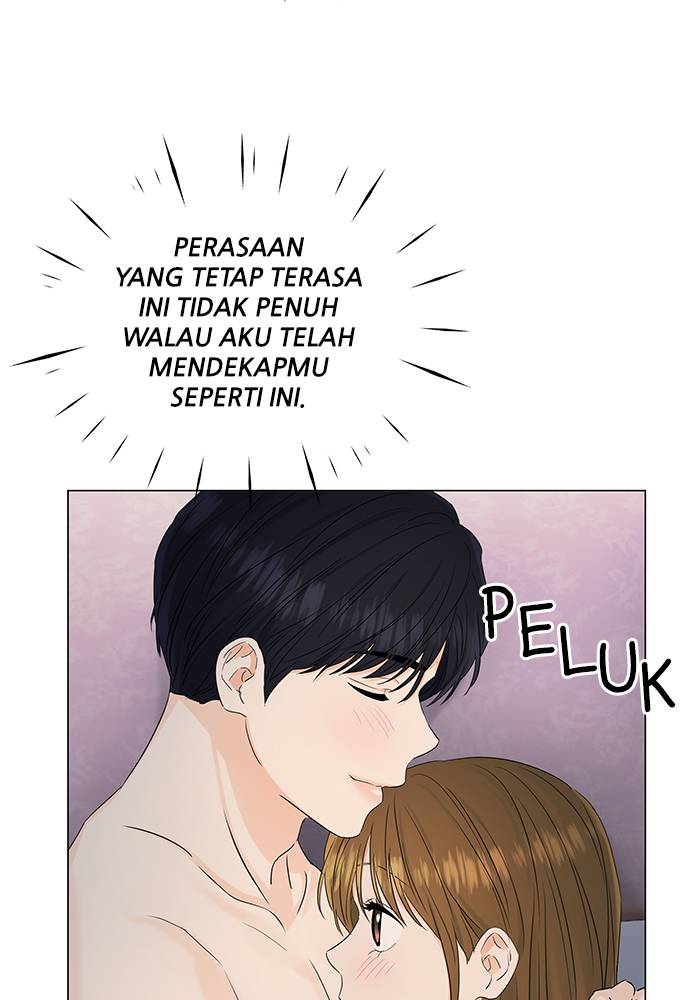 PERASAAN
YANG TETAP TERASA
INI TIDAK PENUH
WALAU AKU TELAH
MENDEKAPMU
SEPERTI INI.
PELUK